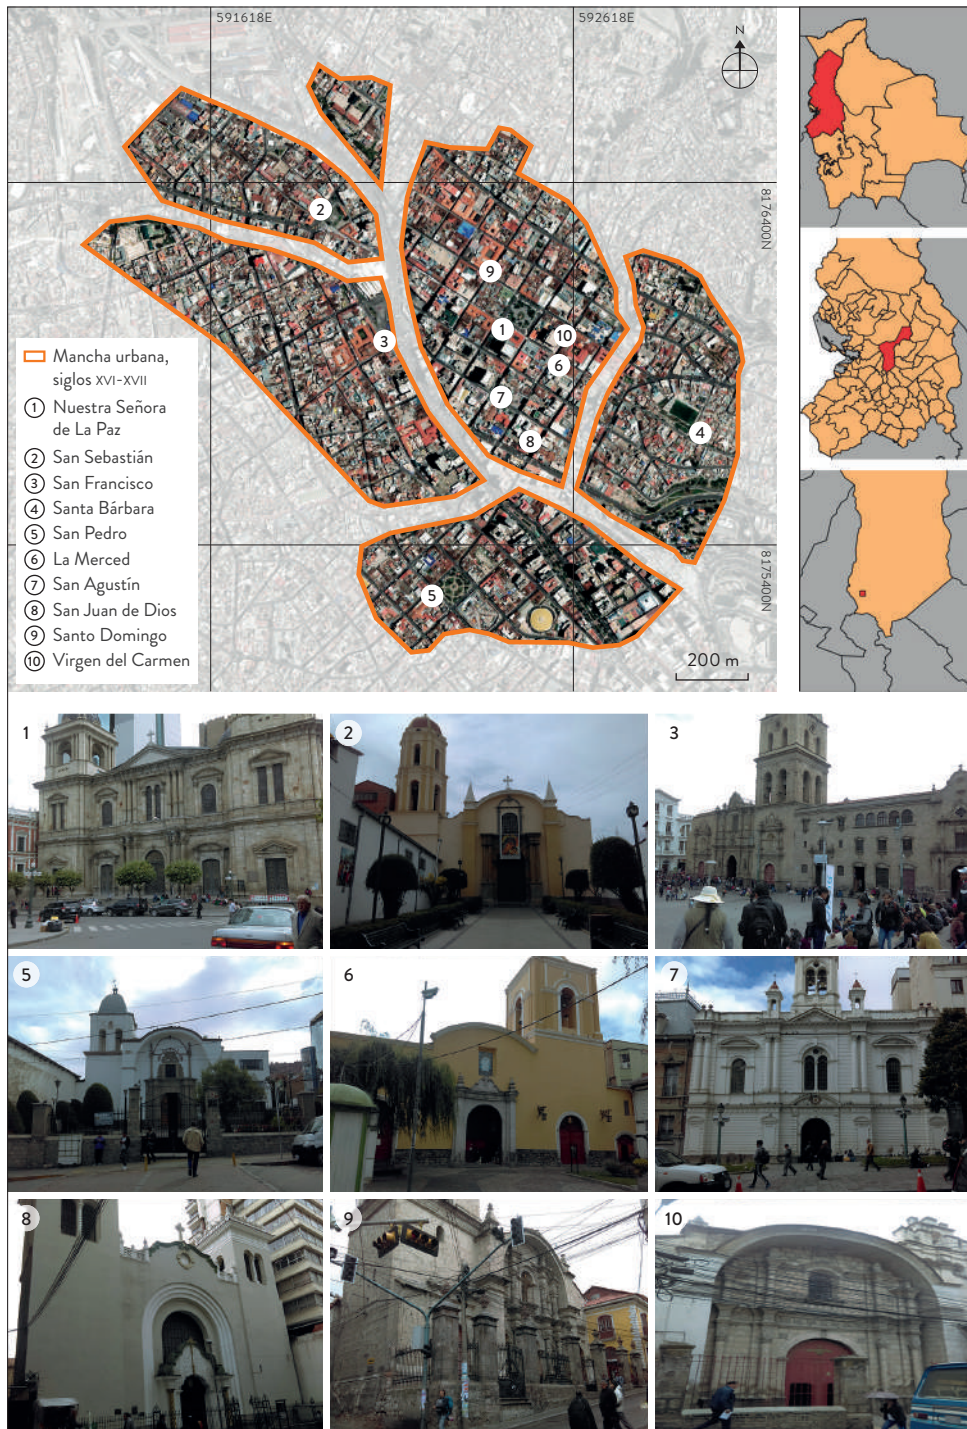 591618E
592618E
N
8176400N
2
9
1
10
3
6
7
4
8
Mancha urbana,
siglos XVI-XVII
1 Nuestra Señora
de La Paz
2 San Sebastián
3 San Francisco
4 Santa Bárbara
5 San Pedro
6 La Merced
7 San Agustín
8 San Juan de Dios
9 Santo Domingo
10 Virgen del Carmen
8175400N
5
200 m
1
2
3
5
6
7
8
9
10